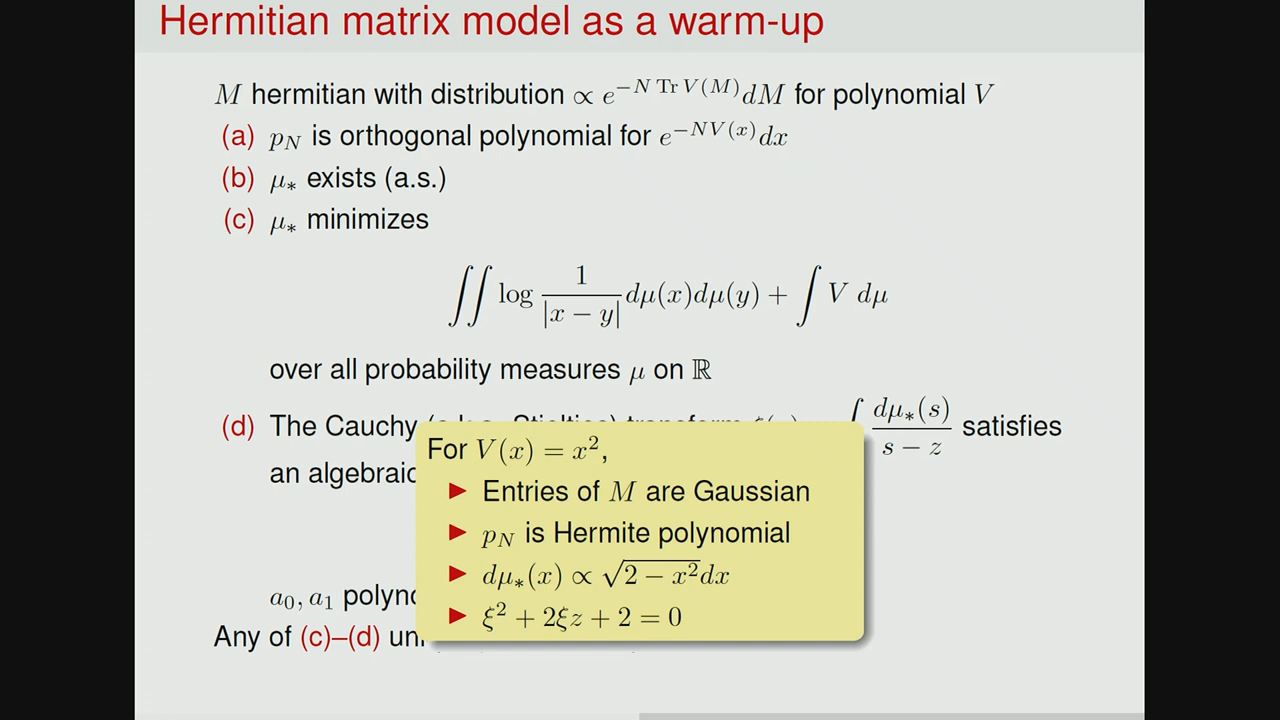 Hermitian matrix model as a warm-up
M hermitian with distribution ∝ e^{−N Tr V(M)}dM for polynomial V
(a) p_N is orthogonal polynomial for e^{−NV(x)}dx
(b) μ_* exists (a.s.)
(c) μ_* minimizes
∬ log 1/|x − y| dμ(x)dμ(y) + ∫ V dμ
over all probability measures μ on ℝ
(d) The Cauchy ∫ dμ_*(s)/(s − z) satisfies
an algebraic
a_0, a_1
Any of (c)–(d)
For V(x) = x²,
▶ Entries of M are Gaussian
▶ p_N is Hermite polynomial
▶ dμ_*(x) ∝ √(2 − x²)dx
▶ ξ² + 2ξz + 2 = 0